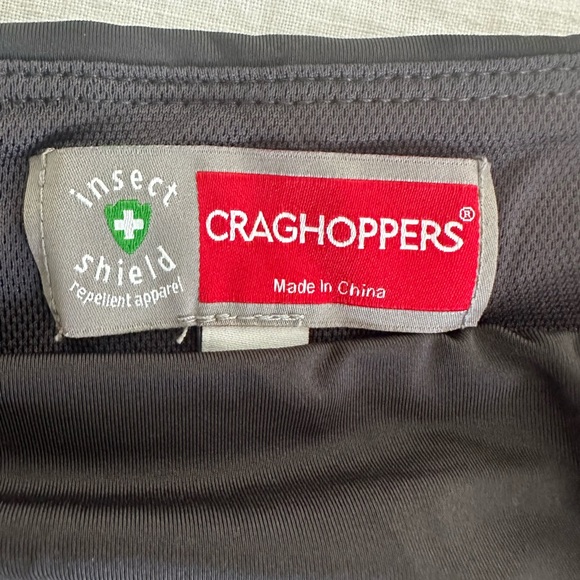 insect
shield
repellent apparel
CRAGHOPPERS®
Made in China